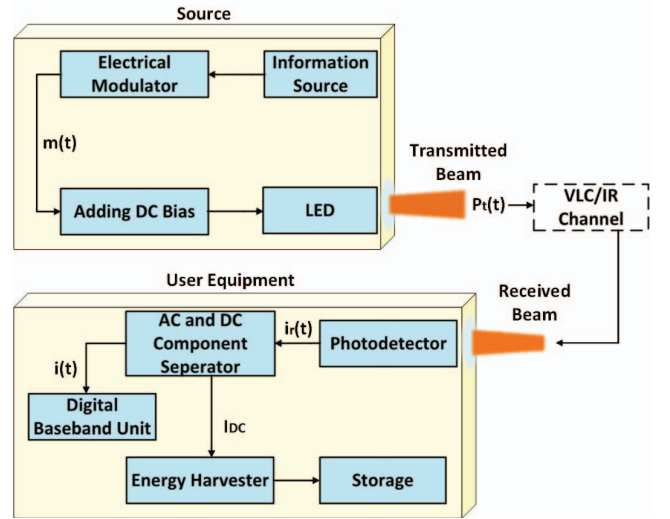 Source
Electrical
Modulator
Information
Source
m(t)
Adding DC Bias
LED
Transmitted
Beam
Pt(t)
VLC/IR
Channel
User Equipment
Received
Beam
AC and DC
Component
Seperator
ir(t)
Photodetector
i(t)
Digital
Baseband Unit
IDC
Energy Harvester
Storage